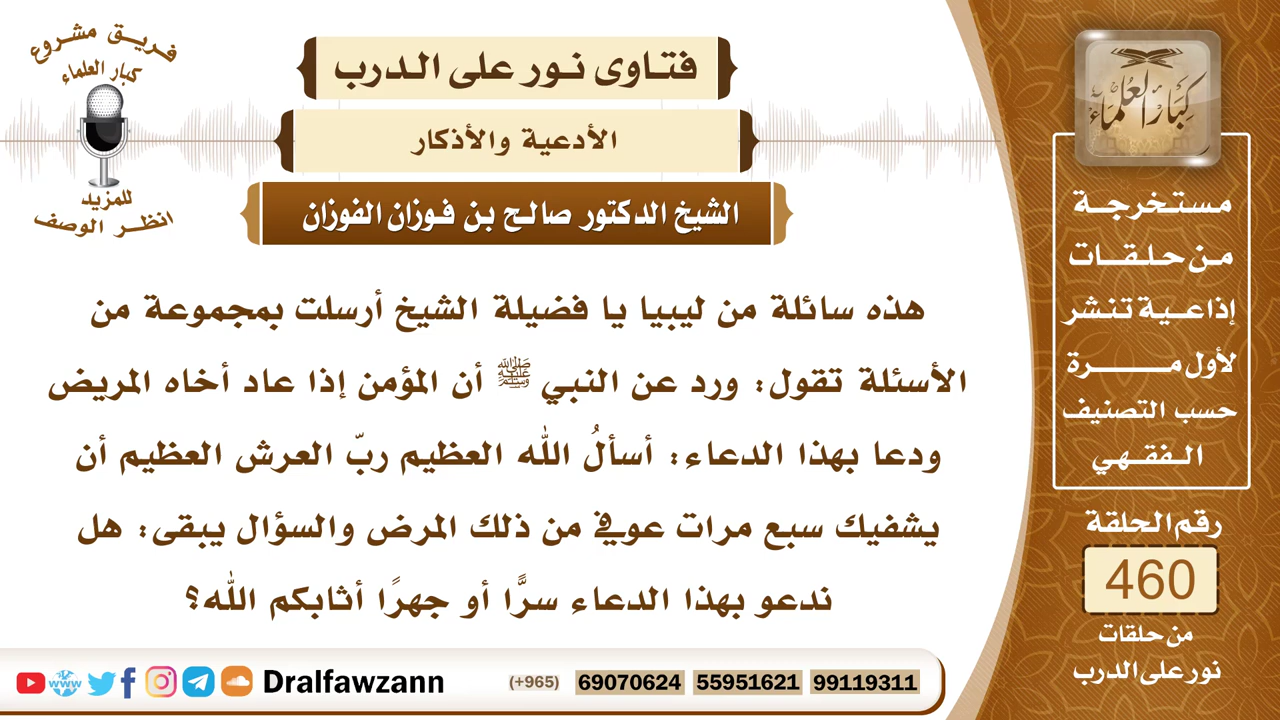 فريق مشروع
كبار العلماء
للمزيد
انظر الوصف
فتاوى نور على الدرب
الأدعية والأذكار
الشيخ الدكتور صالح بن فوزان الفوزان
هذه سائلة من ليبيا يا فضيلة الشيخ أرسلت بمجموعة من
الأسئلة تقول: ورد عن النبي ﷺ أن المؤمن إذا عاد أخاه المريض
ودعا بهذا الدعاء: أسألُ الله العظيم ربّ العرش العظيم أن
يشفيك سبع مرات عوفي من ذلك المرض والسؤال يبقى: هل
ندعو بهذا الدعاء سرًّا أو جهرًا أثابكم الله؟
كبار العلماء
مستخرجة
من حلقات
إذاعية تنشر
لأول مرة
حسب التصنيف
الفقهي
رقم الحلقة
460
من حلقات
نور على الدرب
www
Dralfawzann
(+965) 69070624 55951621 99119311